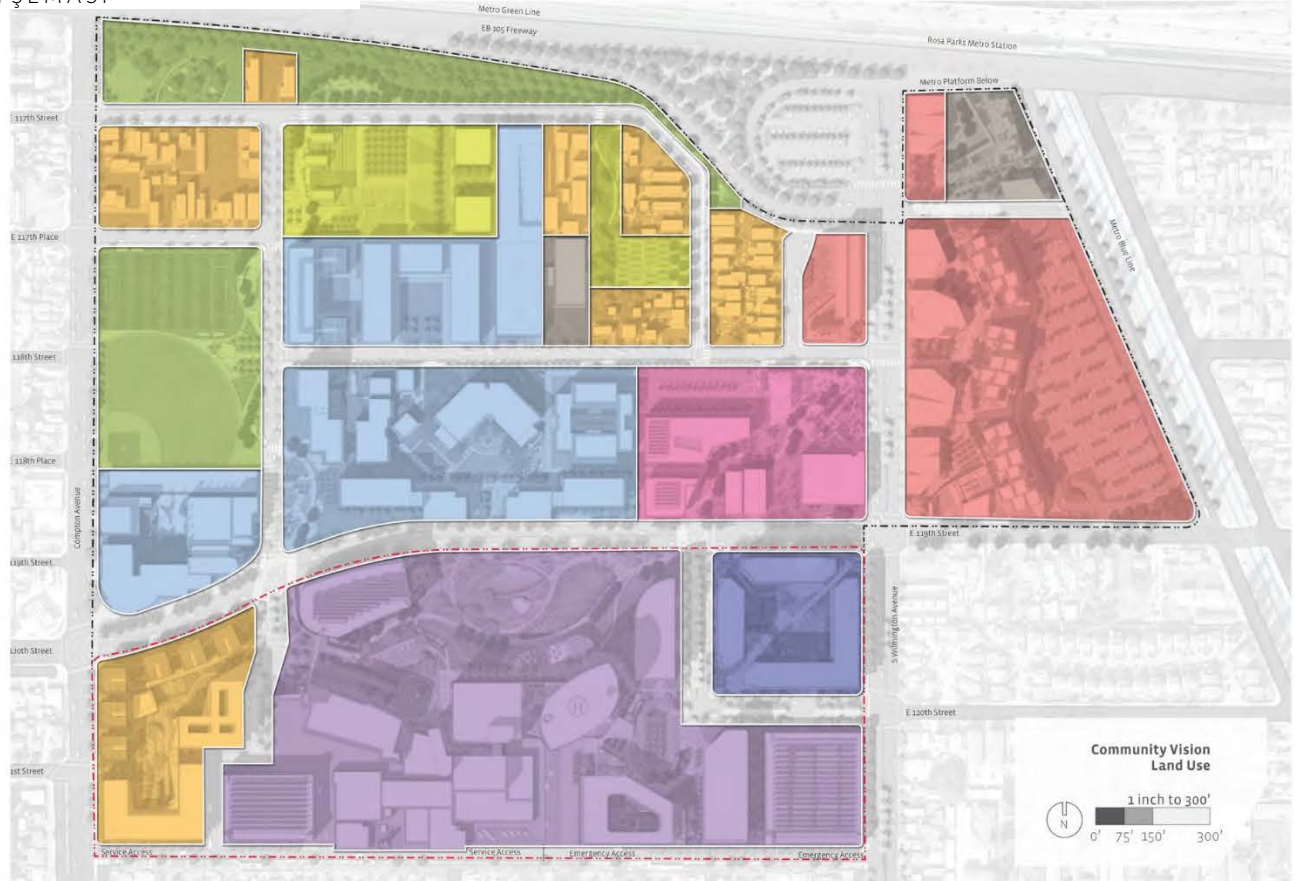 Metro Green Line
EB 105 Freeway
Rosa Parks Metro Station
Metro Platform Below
E 117th Street
E 117th Place
Metro Blue Line
118th Street
118th Place
Compton Avenue
E 119th Street
119th Street
S Wilmington Avenue
120th Street
E 120th Street
1st Street
Community Vision
Land Use
1 inch to 300'
N
0' 75' 150' 300'
H
Service Access
Service Access
Emergency Access
Emergency Access